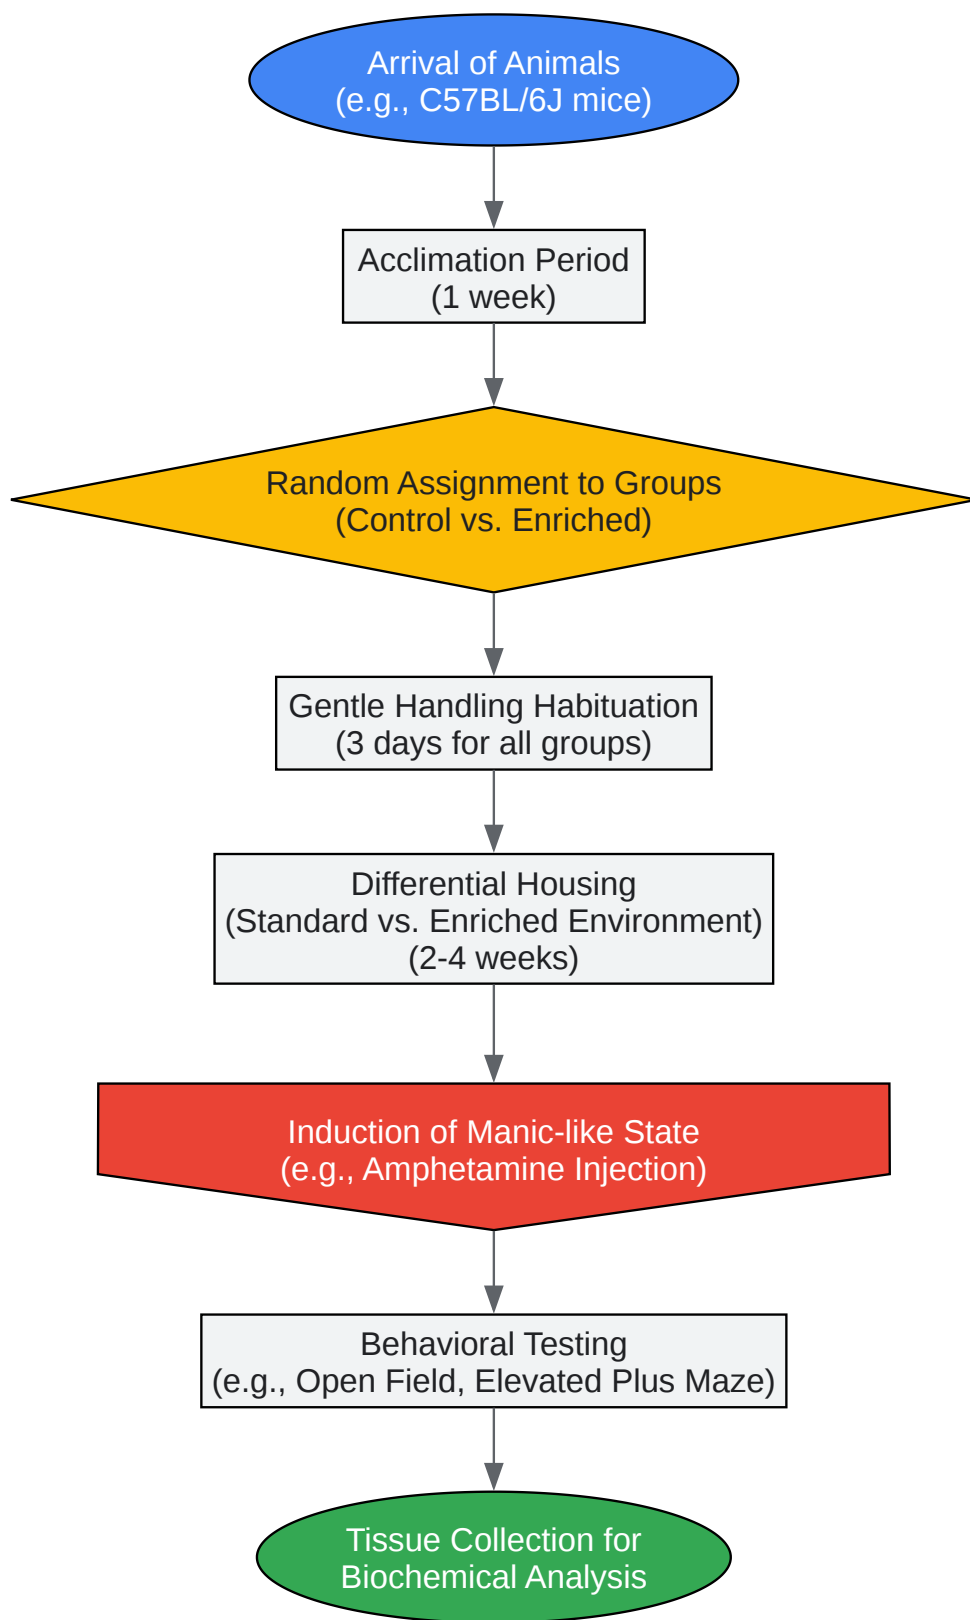 Arrival of Animals
(e.g., C57BL/6J mice)
Acclimation Period
(1 week)
Random Assignment to Groups
(Control vs. Enriched)
Gentle Handling Habituation
(3 days for all groups)
Differential Housing
(Standard vs. Enriched Environment)
(2-4 weeks)
Induction of Manic-like State
(e.g., Amphetamine Injection)
Behavioral Testing
(e.g., Open Field, Elevated Plus Maze)
Tissue Collection for
Biochemical Analysis